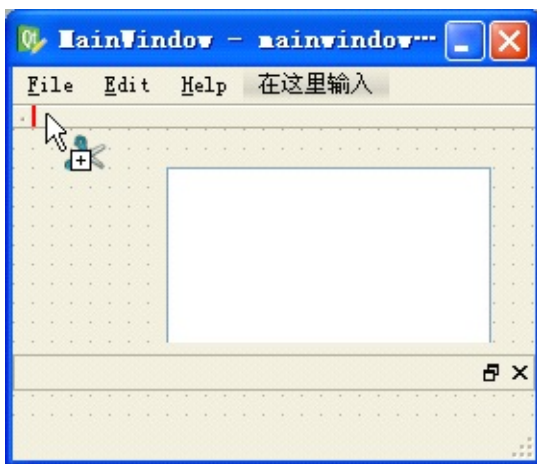 MainWindow - mainwindow…
File Edit Help 在这里输入